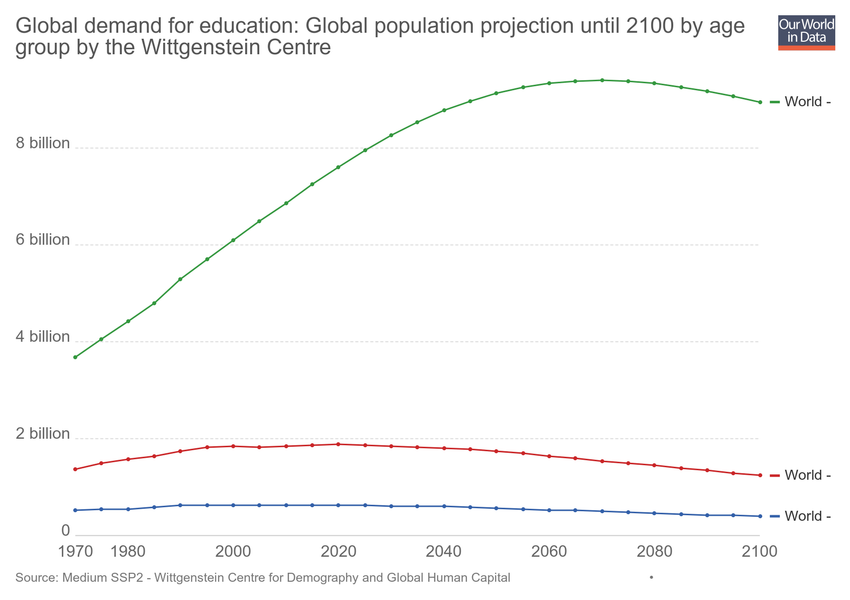 Global demand for education: Global population projection until 2100 by age
group by the Wittgenstein Centre
Our World
in Data
World -
8 billion
6 billion
4 billion
2 billion
World -
World -
0
1970 1980 2000 2020 2040 2060 2080 2100
Source: Medium SSP2 - Wittgenstein Centre for Demography and Global Human Capital
•